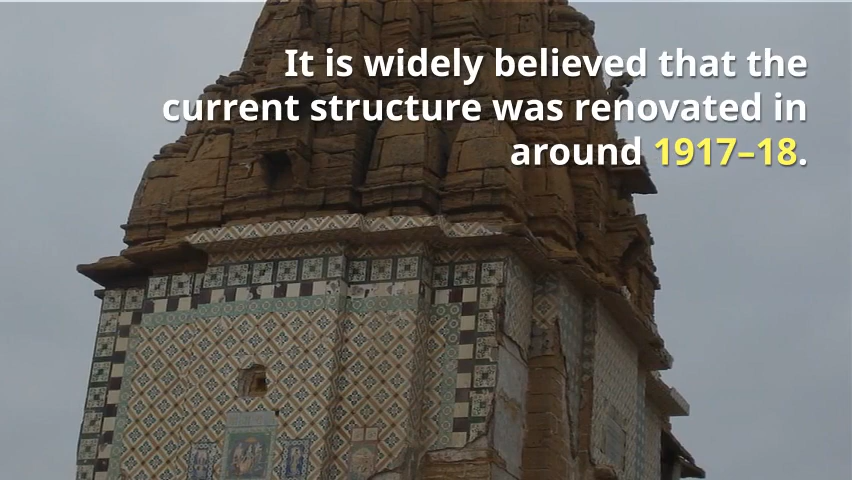 It is widely believed that the
current structure was renovated in
around 1917–18.